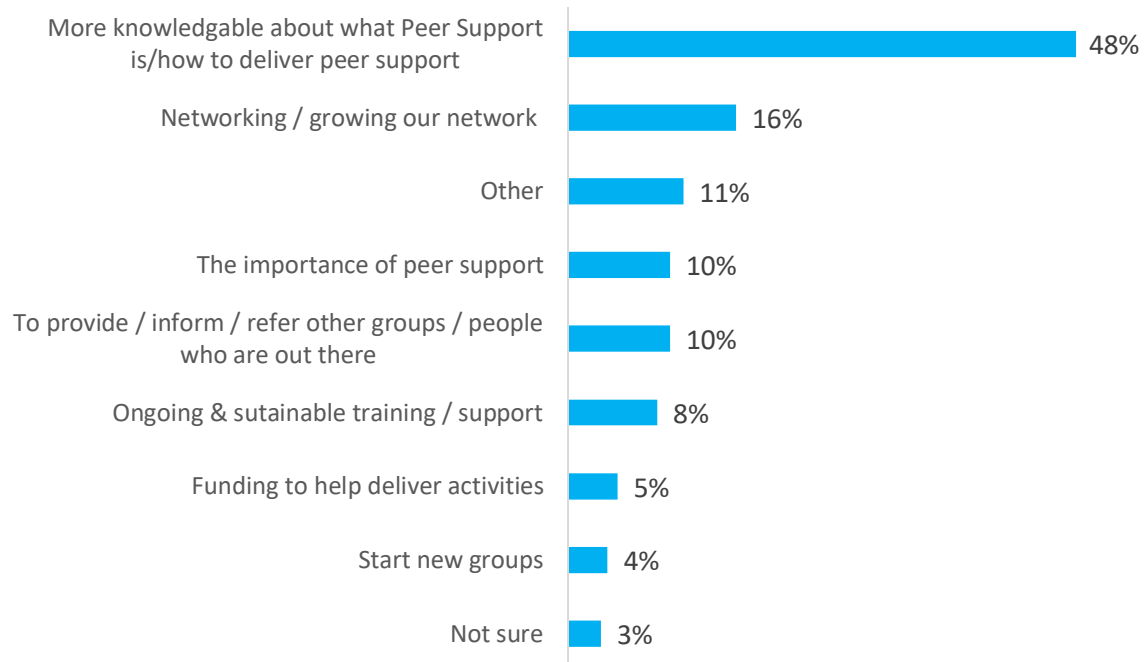 More knowledgable about what Peer Support
is/how to deliver peer support
48%
Networking / growing our network
16%
Other
11%
The importance of peer support
10%
To provide / inform / refer other groups / people
who are out there
10%
Ongoing & sutainable training / support
8%
Funding to help deliver activities
5%
Start new groups
4%
Not sure
3%